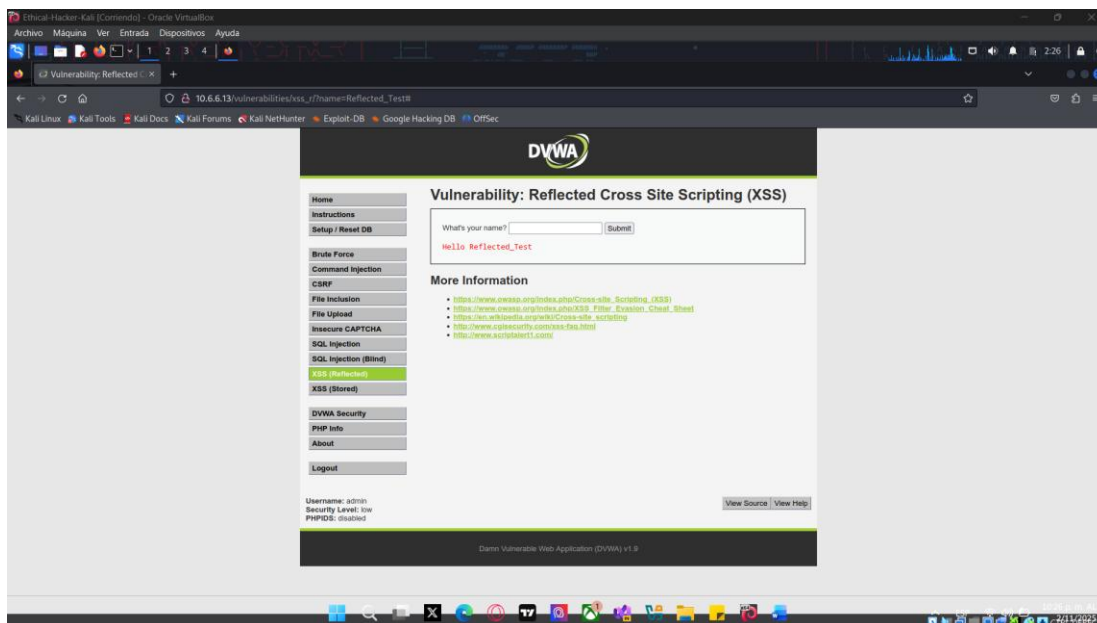 Ethical-Hacker-Kali [Corriendo] - Oracle VirtualBox
Archivo Máquina Ver Entrada Dispositivos Ayuda
1 2 3 4
2:26
Vulnerability: Reflected C
10.6.6.13/vulnerabilities/xss_r/?name=Reflected_Test#
Kali Linux Kali Tools Kali Docs Kali Forums Kali NetHunter Exploit-DB Google Hacking DB OffSec
DVWA
Home
Instructions
Setup / Reset DB
Brute Force
Command Injection
CSRF
File Inclusion
File Upload
Insecure CAPTCHA
SQL Injection
SQL Injection (Blind)
XSS (Reflected)
XSS (Stored)
DVWA Security
PHP Info
About
Logout
Username: admin
Security Level: low
PHPIDS: disabled
Vulnerability: Reflected Cross Site Scripting (XSS)
What's your name? Submit
Hello Reflected_Test
More Information
https://www.owasp.org/index.php/Cross-site_Scripting_(XSS)
https://www.owasp.org/index.php/XSS_Filter_Evasion_Cheat_Sheet
https://en.wikipedia.org/wiki/Cross-site_scripting
http://www.cgisecurity.com/xss-faq.html
http://www.scriptalert1.com/
View Source View Help
Damn Vulnerable Web Application (DVWA) v1.9
2/11/2025